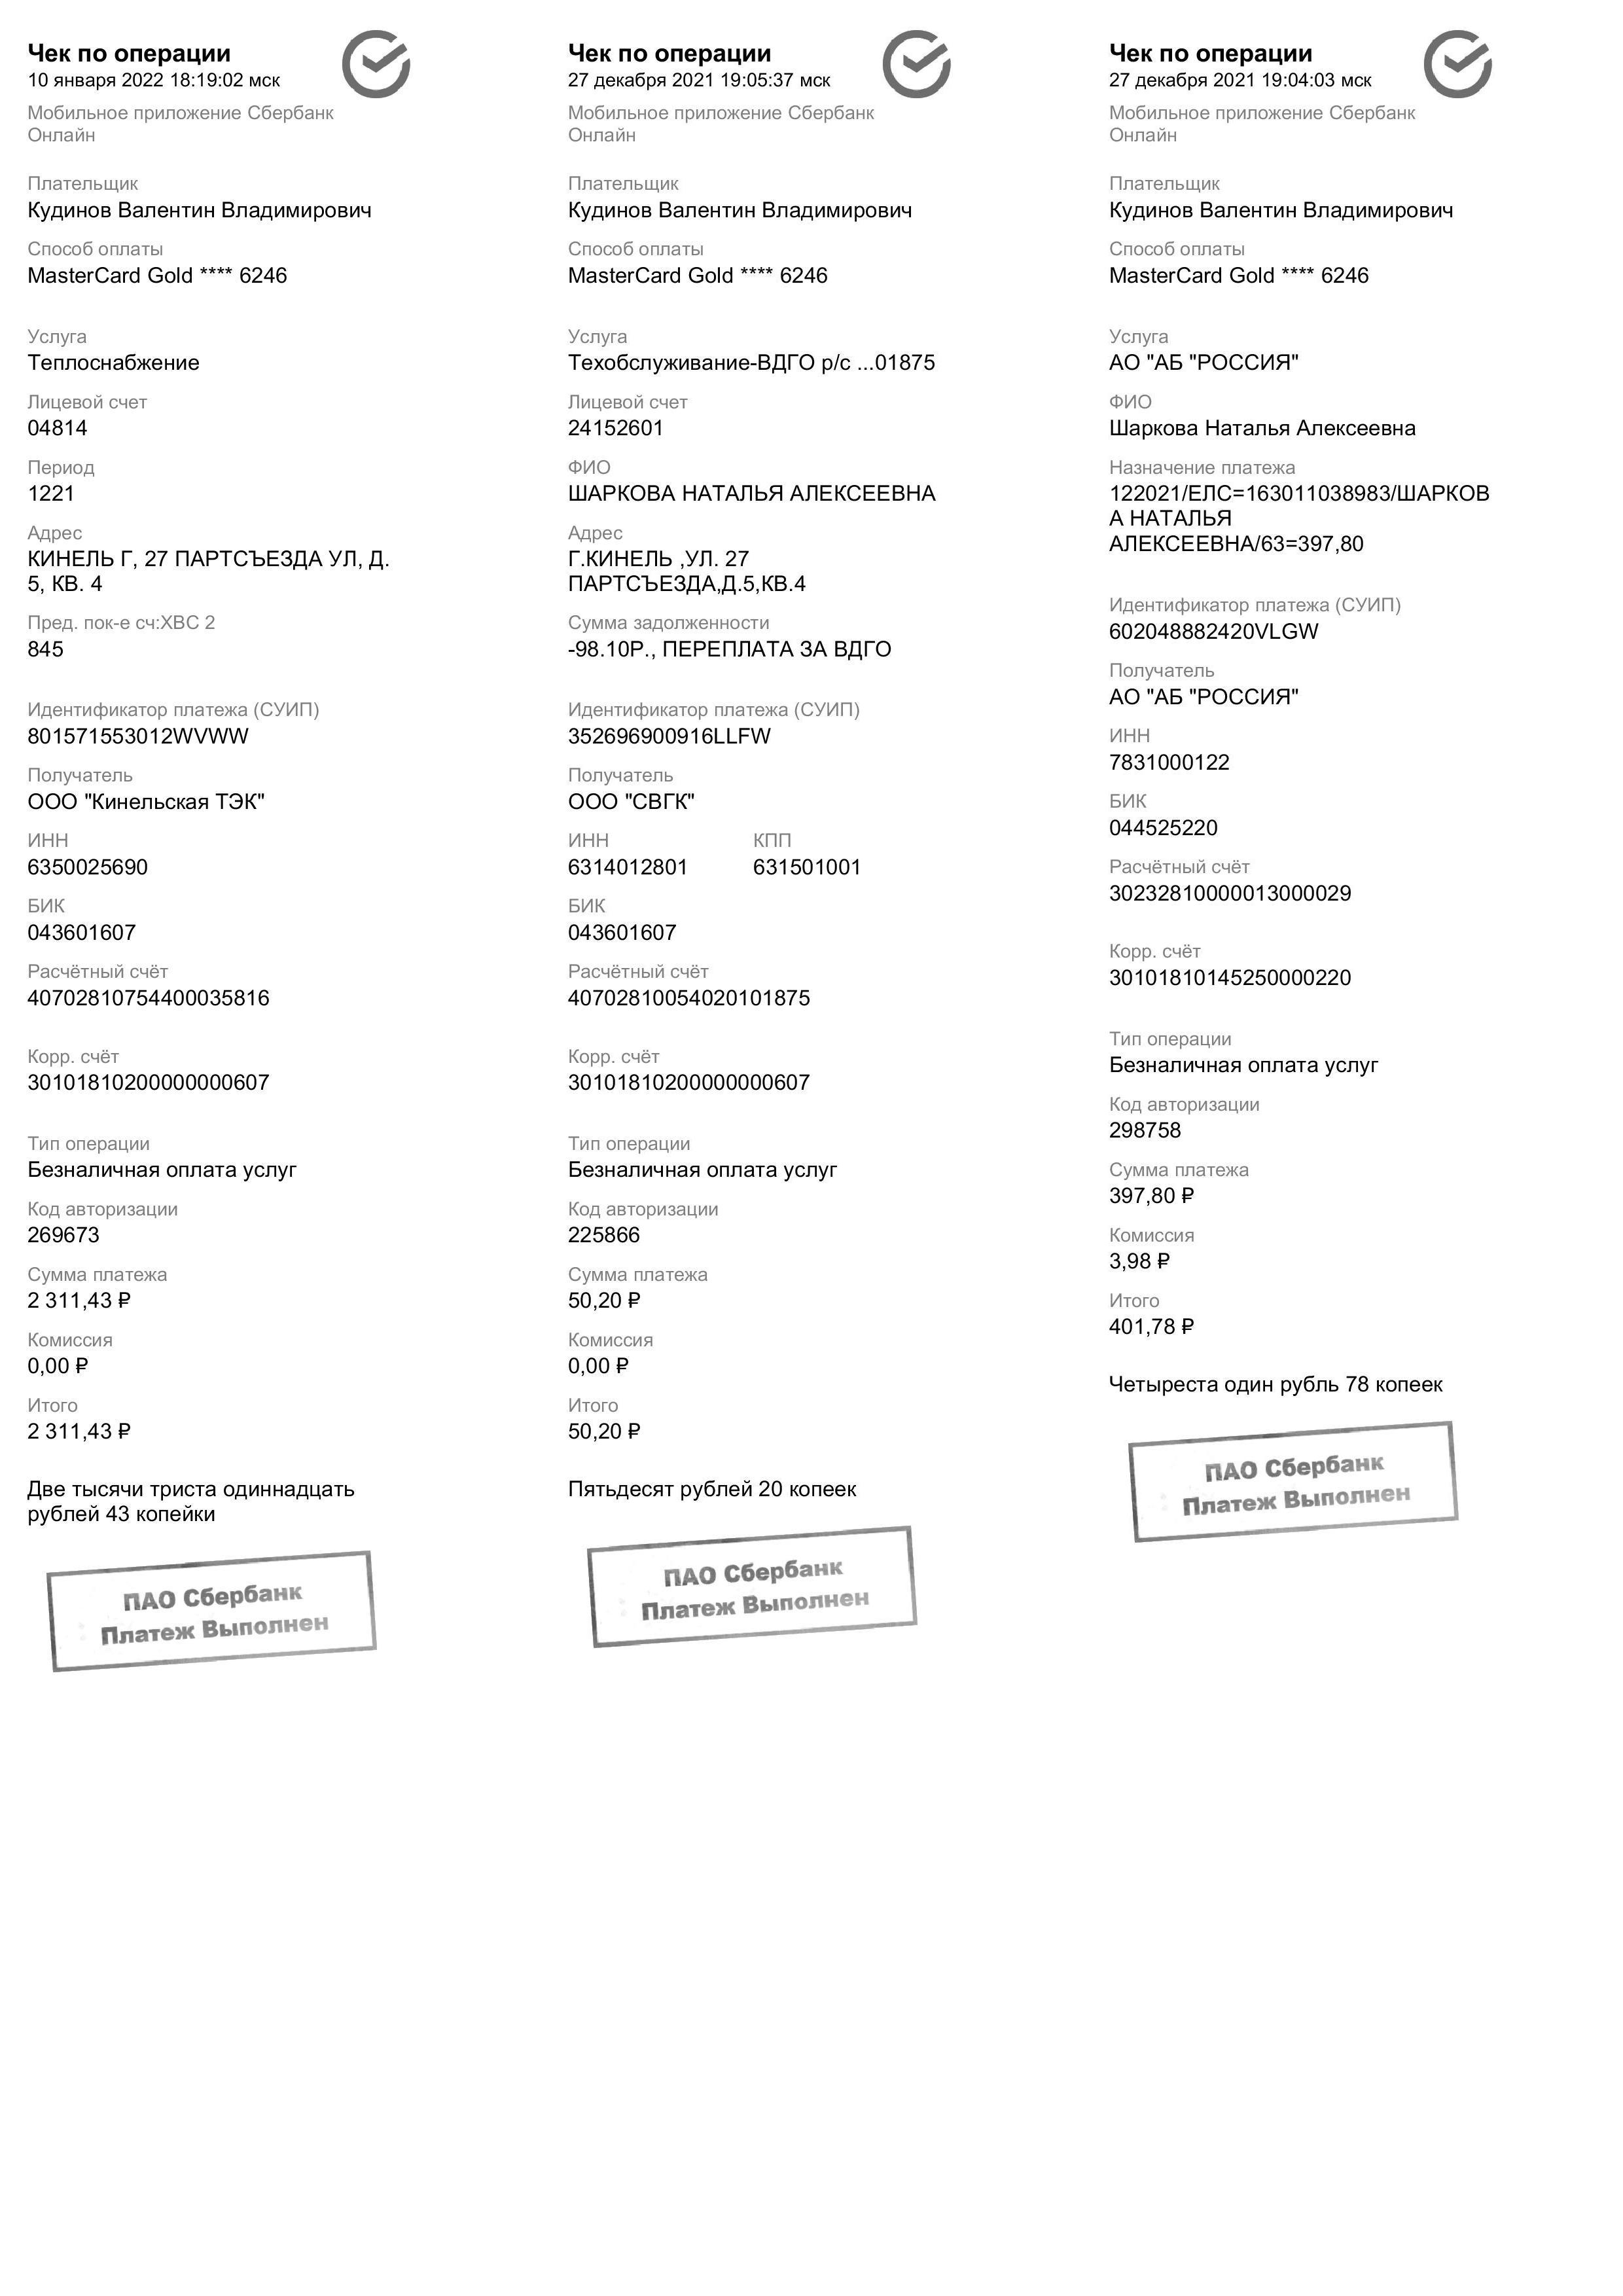 Чек по операции
10 января 2022 18:19:02 мск
Мобильное приложение Сбербанк
Онлайн
Плательщик
Кудинов Валентин Владимирович
Способ оплаты
MasterCard Gold **** 6246
Услуга
Теплоснабжение
Лицевой счет
04814
Период
1221
Адрес
КИНЕЛЬ Г, 27 ПАРТСЪЕЗДА УЛ, Д.
5, КВ. 4
Пред. пок-е сч:ХВС 2
845
Идентификатор платежа (СУИП)
801571553012WVWW
Получатель
ООО "Кинельская ТЭК"
ИНН
6350025690
БИК
043601607
Расчётный счёт
40702810754400035816
Корр. счёт
30101810200000000607
Тип операции
Безналичная оплата услуг
Код авторизации
269673
Сумма платежа
2 311,43 ₽
Комиссия
0,00 ₽
Итого
2 311,43 ₽
Две тысячи триста одиннадцать
рублей 43 копейки
ПАО Сбербанк
Платеж Выполнен
Чек по операции
27 декабря 2021 19:05:37 мск
Мобильное приложение Сбербанк
Онлайн
Плательщик
Кудинов Валентин Владимирович
Способ оплаты
MasterCard Gold **** 6246
Услуга
Техобслуживание-ВДГО р/с ...01875
Лицевой счет
24152601
ФИО
ШАРКОВА НАТАЛЬЯ АЛЕКСЕЕВНА
Адрес
Г.КИНЕЛЬ ,УЛ. 27
ПАРТСЪЕЗДА,Д.5,КВ.4
Сумма задолженности
-98.10Р., ПЕРЕПЛАТА ЗА ВДГО
Идентификатор платежа (СУИП)
352696900916LLFW
Получатель
ООО "СВГК"
ИНН КПП
6314012801 631501001
БИК
043601607
Расчётный счёт
40702810054020101875
Корр. счёт
30101810200000000607
Тип операции
Безналичная оплата услуг
Код авторизации
225866
Сумма платежа
50,20 ₽
Комиссия
0,00 ₽
Итого
50,20 ₽
Пятьдесят рублей 20 копеек
ПАО Сбербанк
Платеж Выполнен
Чек по операции
27 декабря 2021 19:04:03 мск
Мобильное приложение Сбербанк
Онлайн
Плательщик
Кудинов Валентин Владимирович
Способ оплаты
MasterCard Gold **** 6246
Услуга
АО "АБ "РОССИЯ"
ФИО
Шаркова Наталья Алексеевна
Назначение платежа
122021/ЕЛС=163011038983/ШАРКОВ
А НАТАЛЬЯ
АЛЕКСЕЕВНА/63=397,80
Идентификатор платежа (СУИП)
602048882420VLGW
Получатель
АО "АБ "РОССИЯ"
ИНН
7831000122
БИК
044525220
Расчётный счёт
30232810000013000029
Корр. счёт
30101810145250000220
Тип операции
Безналичная оплата услуг
Код авторизации
298758
Сумма платежа
397,80 ₽
Комиссия
3,98 ₽
Итого
401,78 ₽
Четыреста один рубль 78 копеек
ПАО Сбербанк
Платеж Выполнен